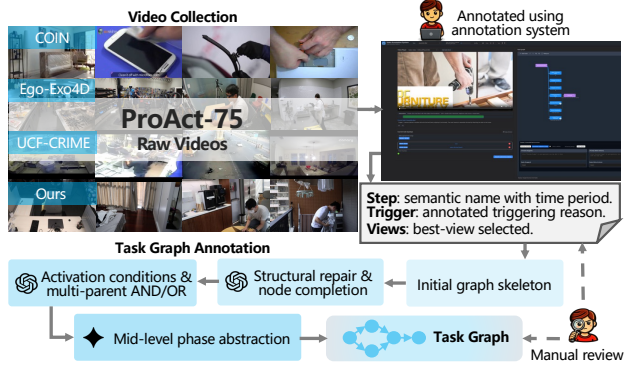 Video Collection
COIN
Ego-Exo4D
UCF-CRIME
Ours
ProAct-75
Raw Videos
Annotated using
annotation system
URNITURE
Step: semantic name with time period.
Trigger: annotated triggering reason.
Views: best-view selected.
Task Graph Annotation
Activation conditions &
multi-parent AND/OR
Structural repair &
node completion
Initial graph skeleton
Mid-level phase abstraction
Task Graph
Manual review